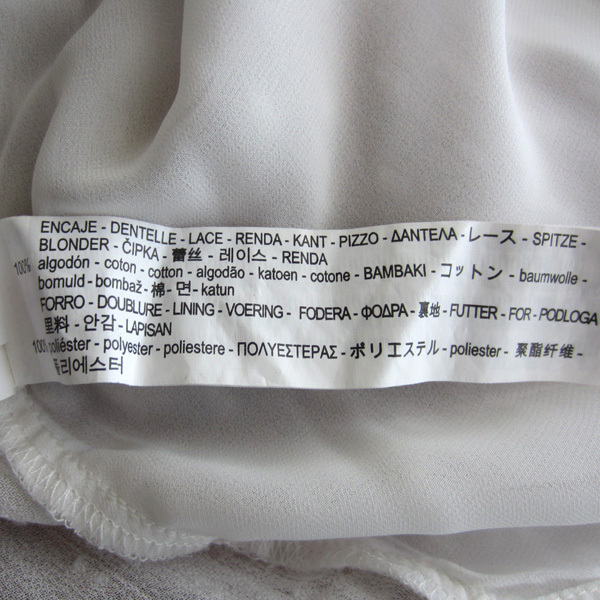 ENCAJE - DENTELLE - LACE - RENDA - KANT - PIZZO - ΔANTEΛA - レース - SPITZE -
BLONDER - ČIPKA - 蕾丝 - 레이스 - RENDA
100% algodón - coton - cotton - algodão - katoen - cotone - BAMBAKI - コットン - baumwolle -
bomuld - bombaž - 棉 - 면 - katun
FORRO - DOUBLURE - LINING - VOERING - FODERA - ΦOΔPA - 裏地 - FUTTER - FOR - PODLOGA
里料 - 안감 - LAPISAN
100% poliéster - polyester - poliestere - ΠOΛYEΣTEPAΣ - ポリエステル - poliester - 聚酯纤维 -
폴리에스터